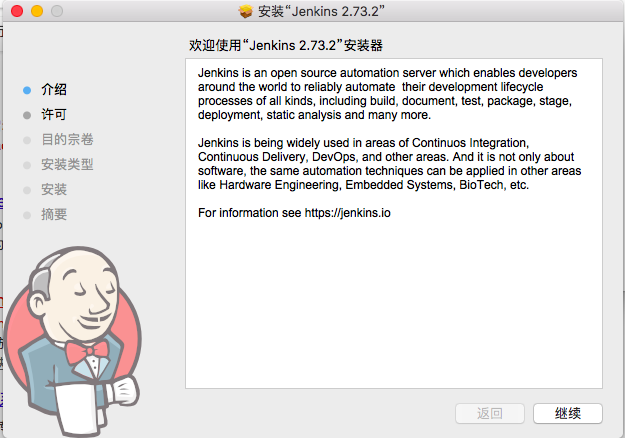 安装“Jenkins 2.73.2”
欢迎使用“Jenkins 2.73.2”安装器
介绍
许可
目的宗卷
安装类型
安装
摘要
Jenkins is an open source automation server which enables developers
around the world to reliably automate  their development lifecycle
processes of all kinds, including build, document, test, package, stage,
deployment, static analysis and many more.
Jenkins is being widely used in areas of Continuos Integration,
Continuous Delivery, DevOps, and other areas. And it is not only about
software, the same automation techniques can be applied in other areas
like Hardware Engineering, Embedded Systems, BioTech, etc.
For information see https://jenkins.io
返回
继续